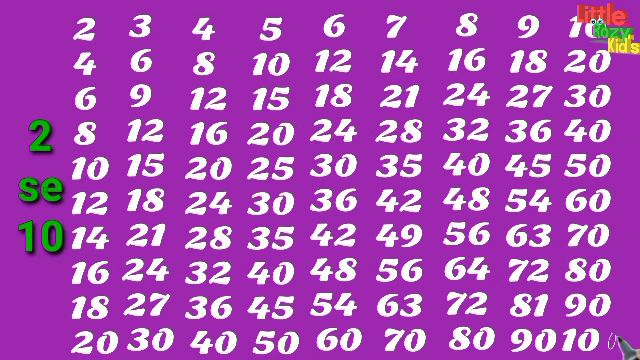 2 3 4 5 6 7 8 9 10
4 6 8 10 12 14 16 18 20
6 9 12 15 18 21 24 27 30
8 12 16 20 24 28 32 36 40
10 15 20 25 30 35 40 45 50
12 18 24 30 36 42 48 54 60
14 21 28 35 42 49 56 63 70
16 24 32 40 48 56 64 72 80
18 27 36 45 54 63 72 81 90
20 30 40 50 60 70 80 90 100
2
se
10
Little
Kozy
Kid's